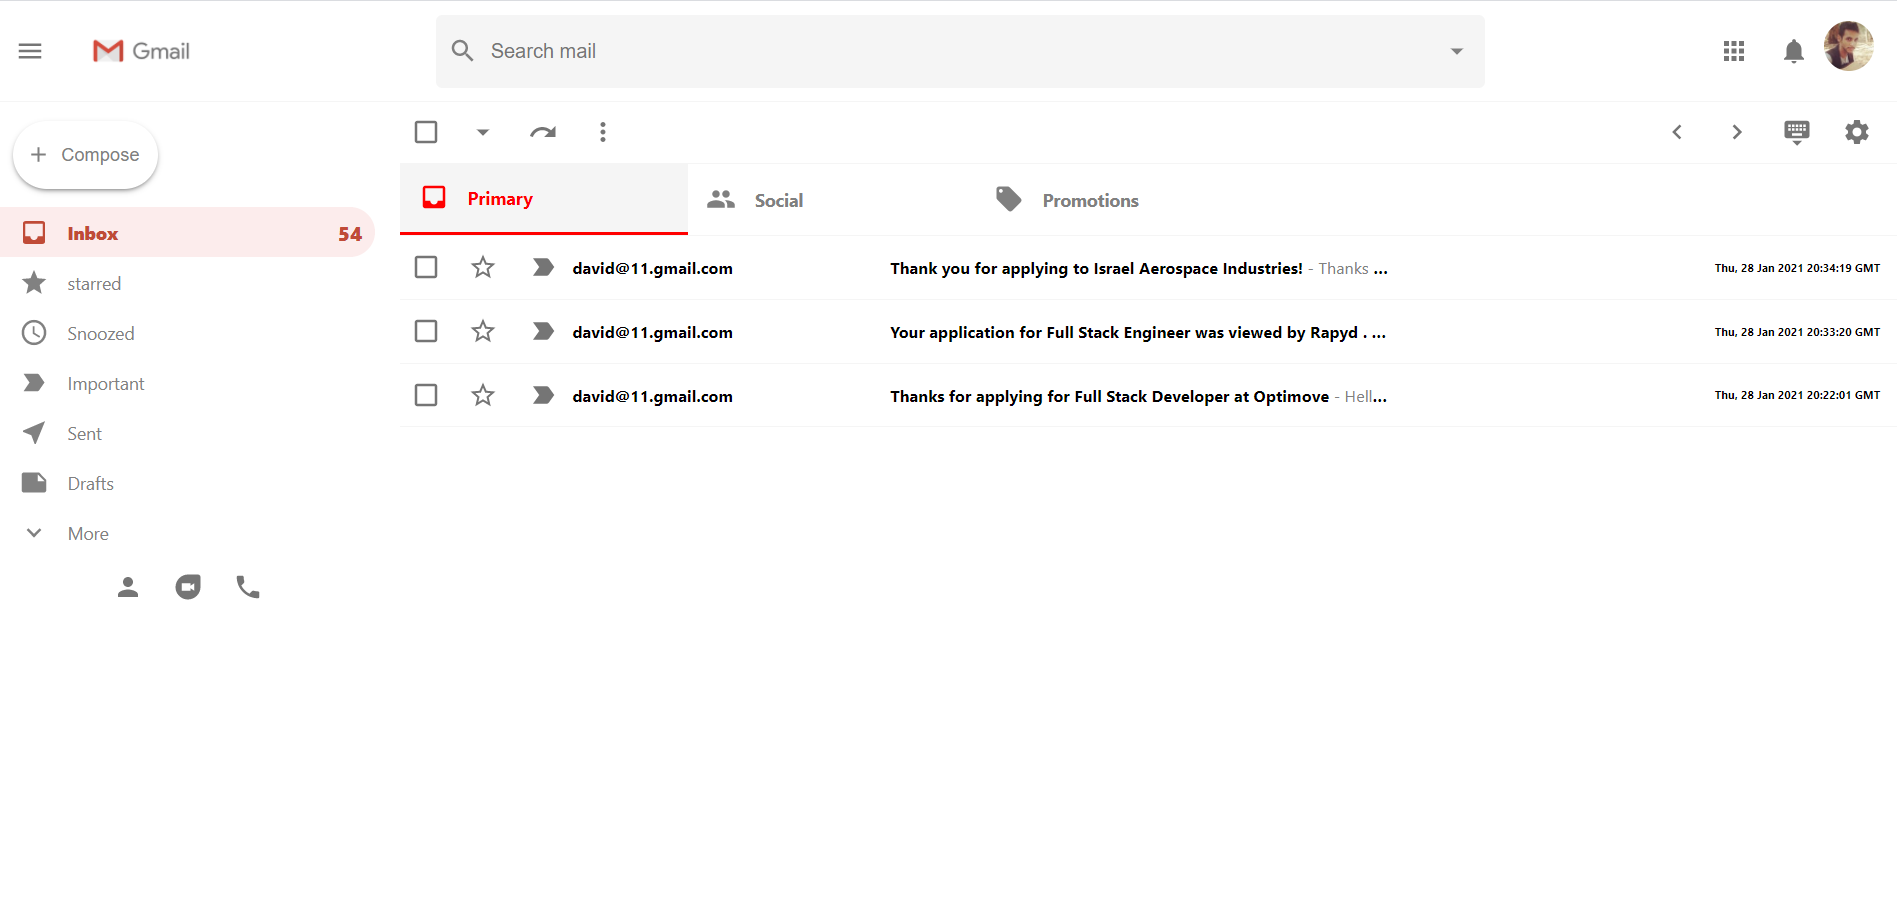 Gmail
Search mail
Compose
Inbox 54
starred
Snoozed
Important
Sent
Drafts
More
Primary Social Promotions
david@11.gmail.com Thank you for applying to Israel Aerospace Industries! - Thanks ... Thu, 28 Jan 2021 20:34:19 GMT
david@11.gmail.com Your application for Full Stack Engineer was viewed by Rapyd . ... Thu, 28 Jan 2021 20:33:20 GMT
david@11.gmail.com Thanks for applying for Full Stack Developer at Optimove - Hell... Thu, 28 Jan 2021 20:22:01 GMT